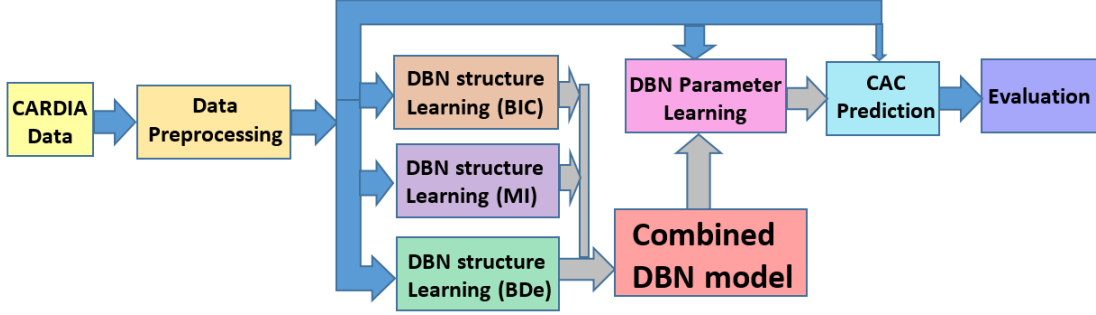 CARDIA
Data
Data
Preprocessing
DBN structure
Learning (BIC)
DBN structure
Learning (MI)
DBN structure
Learning (BDe)
Combined
DBN model
DBN Parameter
Learning
CAC
Prediction
Evaluation